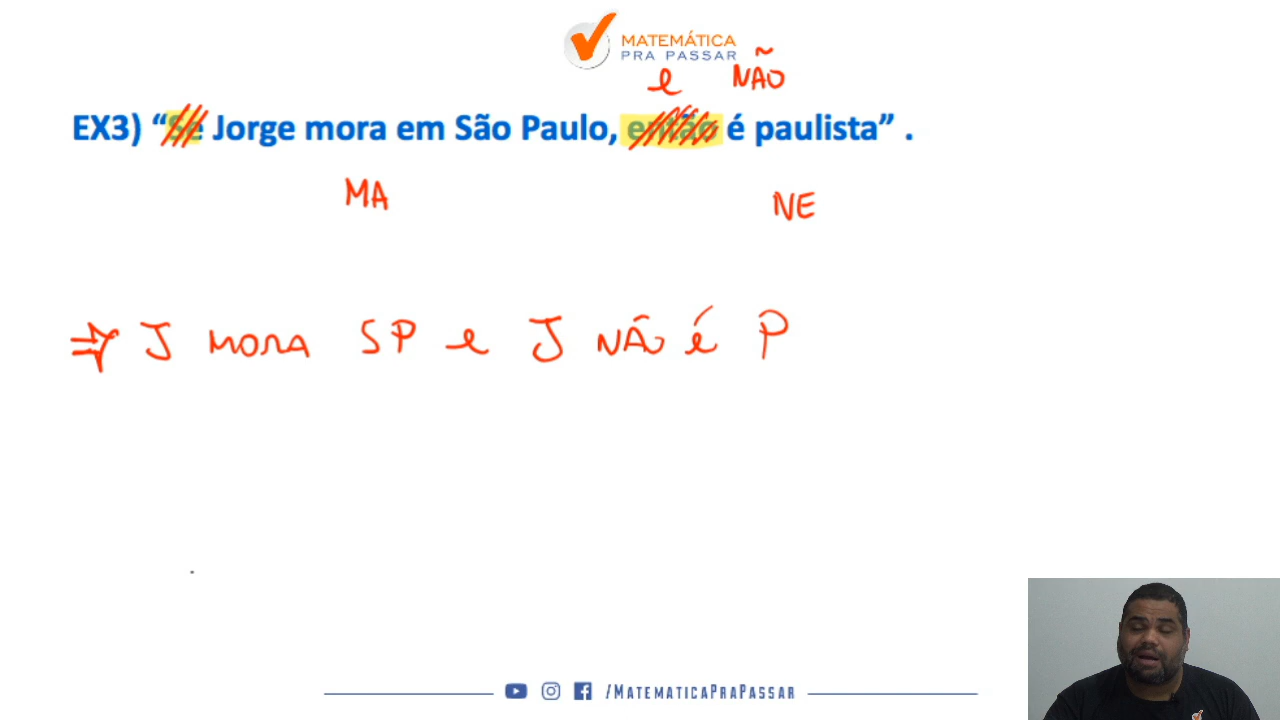 MATEMÁTICA
PRA PASSAR
e NÃO
EX3) “Se Jorge mora em São Paulo, então é paulista” .
MA NE
⇒ J MORA SP e J NÃO é P
/MATEMATICAPRAPASSAR